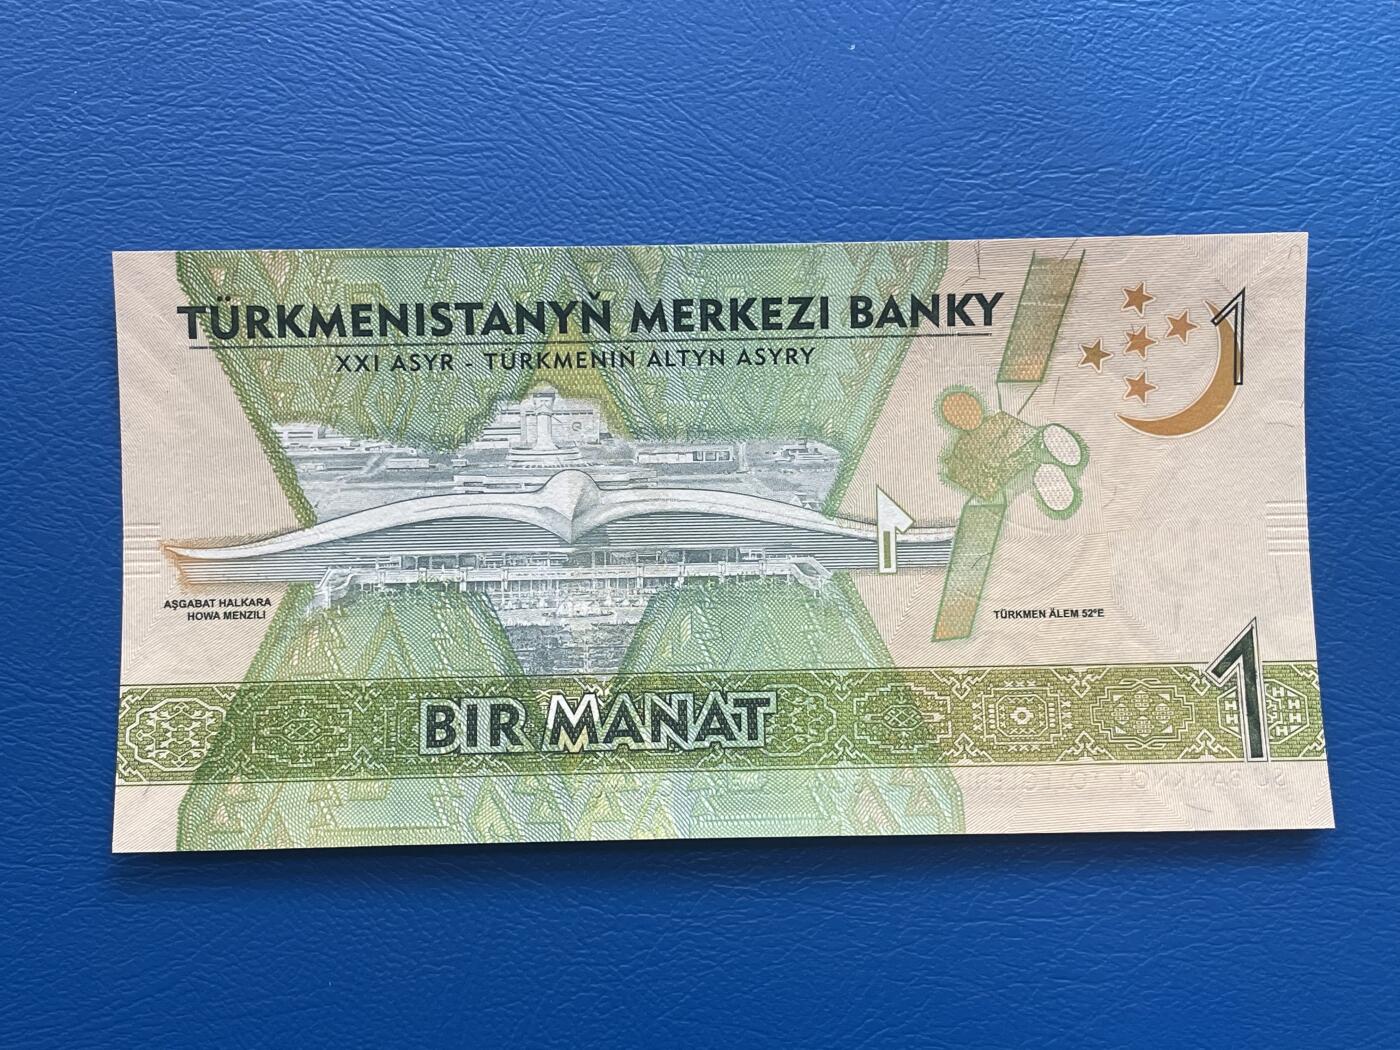 TÜRKMENISTANYŇ MERKEZI BANKY
XXI ASYR - TÜRKMENIŇ ALTYN ASYRY
1
1
AŞGABAT HALKARA
HOWA MENZILI
TÜRKMEN ÄLEM 52°E
1
BIR MANAT